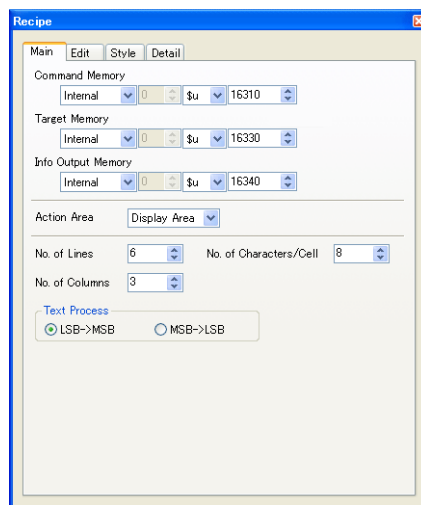 Recipe
Main Edit Style Detail
Command Memory
Internal 0 $u 16310
Target Memory
Internal 0 $u 16330
Info Output Memory
Internal 0 $u 16340
Action Area Display Area
No. of Lines 6 No. of Characters/Cell 8
No. of Columns 3
Text Process
LSB->MSB MSB->LSB